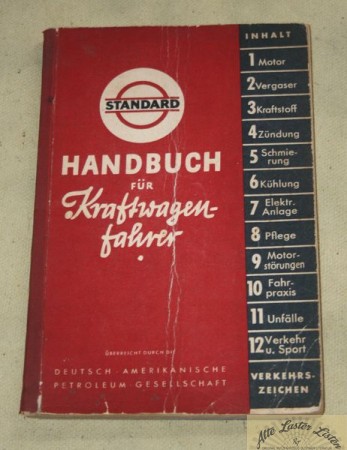 STANDARD
HANDBUCH
FÜR
Kraftwagen-
fahrer
ÜBERREICHT DURCH DIE
DEUTSCH-AMERIKANISCHE
PETROLEUM-GESELLSCHAFT
INHALT
1 Motor
2 Vergaser
3 Kraftstoff
4 Zündung
5 Schmie-
rung
6 Kühlung
7 Elektr.
Anlage
8 Pflege
9 Motor-
störungen
10 Fahr-
praxis
11 Unfälle
12 Verkehr
u. Sport
VERKEHRS-
ZEICHEN
Alte Laster Listen